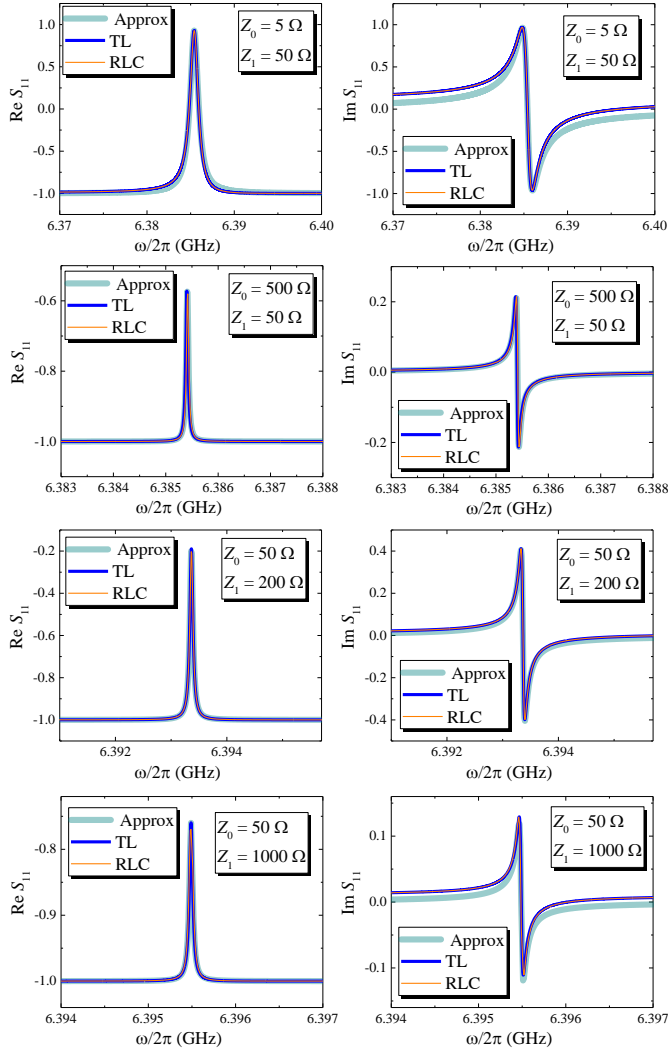 Approx
TL
RLC
Z0 = 5 Ω
Z1 = 50 Ω
Re S11
1.0
0.5
0.0
-0.5
-1.0
6.37 6.38 6.39 6.40
ω/2π (GHz)
Z0 = 5 Ω
Z1 = 50 Ω
Approx
TL
RLC
Im S11
1.0
0.5
0.0
-0.5
-1.0
6.37 6.38 6.39 6.40
ω/2π (GHz)
Approx
TL
RLC
Z0 = 500 Ω
Z1 = 50 Ω
Re S11
-0.6
-0.8
-1.0
6.383 6.384 6.385 6.386 6.387 6.388
ω/2π (GHz)
Z0 = 500 Ω
Z1 = 50 Ω
Approx
TL
RLC
Im S11
0.2
0.0
-0.2
6.383 6.384 6.385 6.386 6.387 6.388
ω/2π (GHz)
Approx
TL
RLC
Z0 = 50 Ω
Z1 = 200 Ω
Re S11
-0.2
-0.4
-0.6
-0.8
-1.0
6.392 6.394
ω/2π (GHz)
Z0 = 50 Ω
Z1 = 200 Ω
Approx
TL
RLC
Im S11
0.4
0.2
0.0
-0.2
-0.4
6.392 6.394
ω/2π (GHz)
Approx
TL
RLC
Z0 = 50 Ω
Z1 = 1000 Ω
Re S11
-0.8
-0.9
-1.0
6.394 6.395 6.396 6.397
ω/2π (GHz)
Z0 = 50 Ω
Z1 = 1000 Ω
Approx
TL
RLC
Im S11
0.1
0.0
-0.1
6.394 6.395 6.396 6.397
ω/2π (GHz)